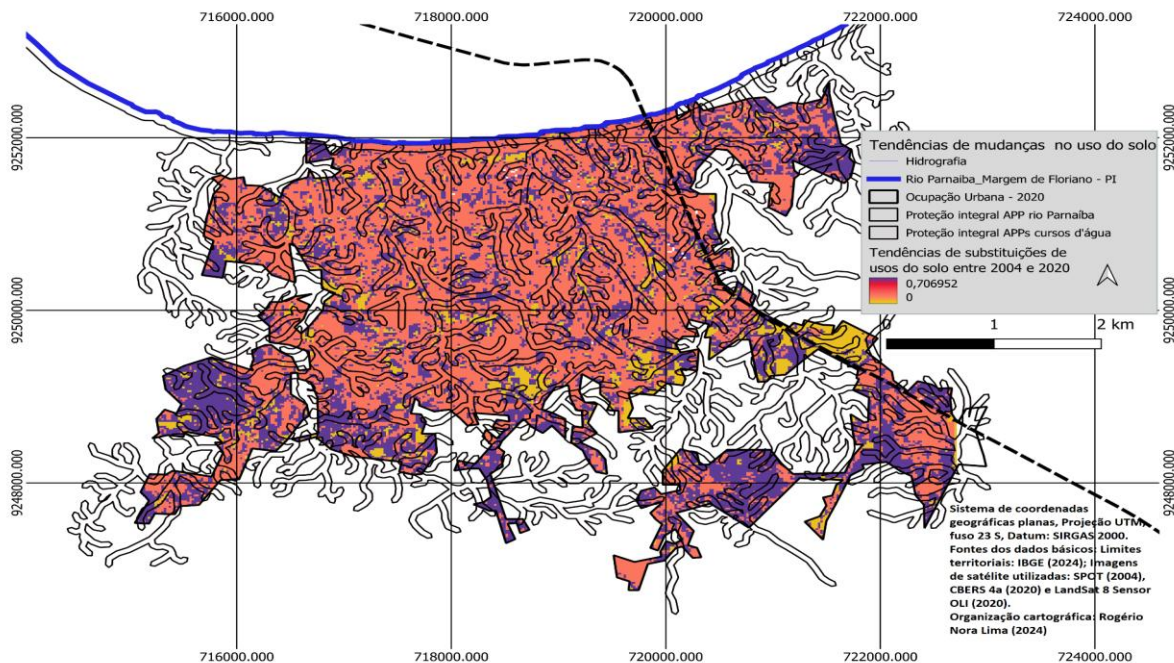 716000.000
718000.000
720000.000
722000.000
724000.000
9252000.000
9252000.000
Tendências de mudanças no uso do solo
Hidrografia
Rio Parnaiba_Margem de Floriano - PI
Ocupação Urbana - 2020
Proteção integral APP rio Parnaíba
Proteção integral APPs cursos d'água
Tendências de substituições de
usos do solo entre 2004 e 2020
0,706952
0
9250000.000
9250000.000
0 1 2 km
9248000.000
9248000.000
Sistema de coordenadas
geográficas planas, Projeção UTM,
fuso 23 S, Datum: SIRGAS 2000.
Fontes dos dados básicos: Limites
territoriais: IBGE (2024); Imagens
de satélite utilizadas: SPOT (2004),
CBERS 4a (2020) e LandSat 8 Sensor
OLI (2020).
Organização cartográfica: Rogério
Nora Lima (2024)
716000.000
718000.000
720000.000
722000.000
724000.000